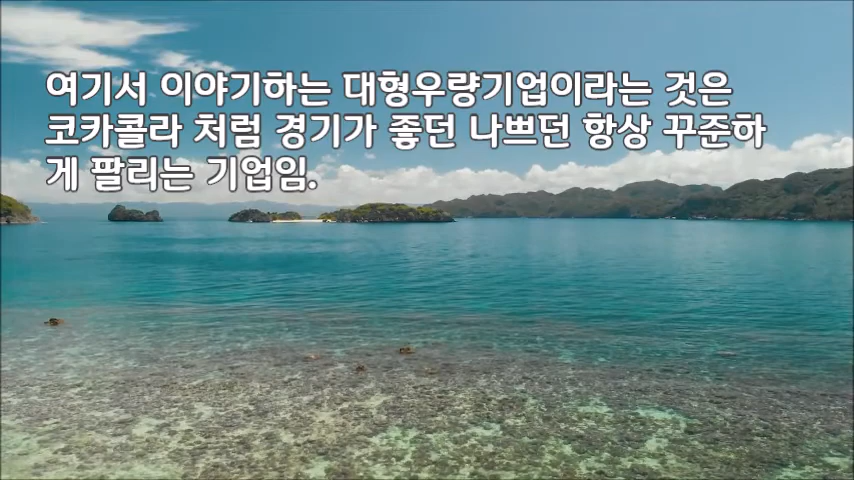 여기서 이야기하는 대형우량기업이라는 것은
코카콜라 처럼 경기가 좋던 나쁘던 항상 꾸준하
게 팔리는 기업임.